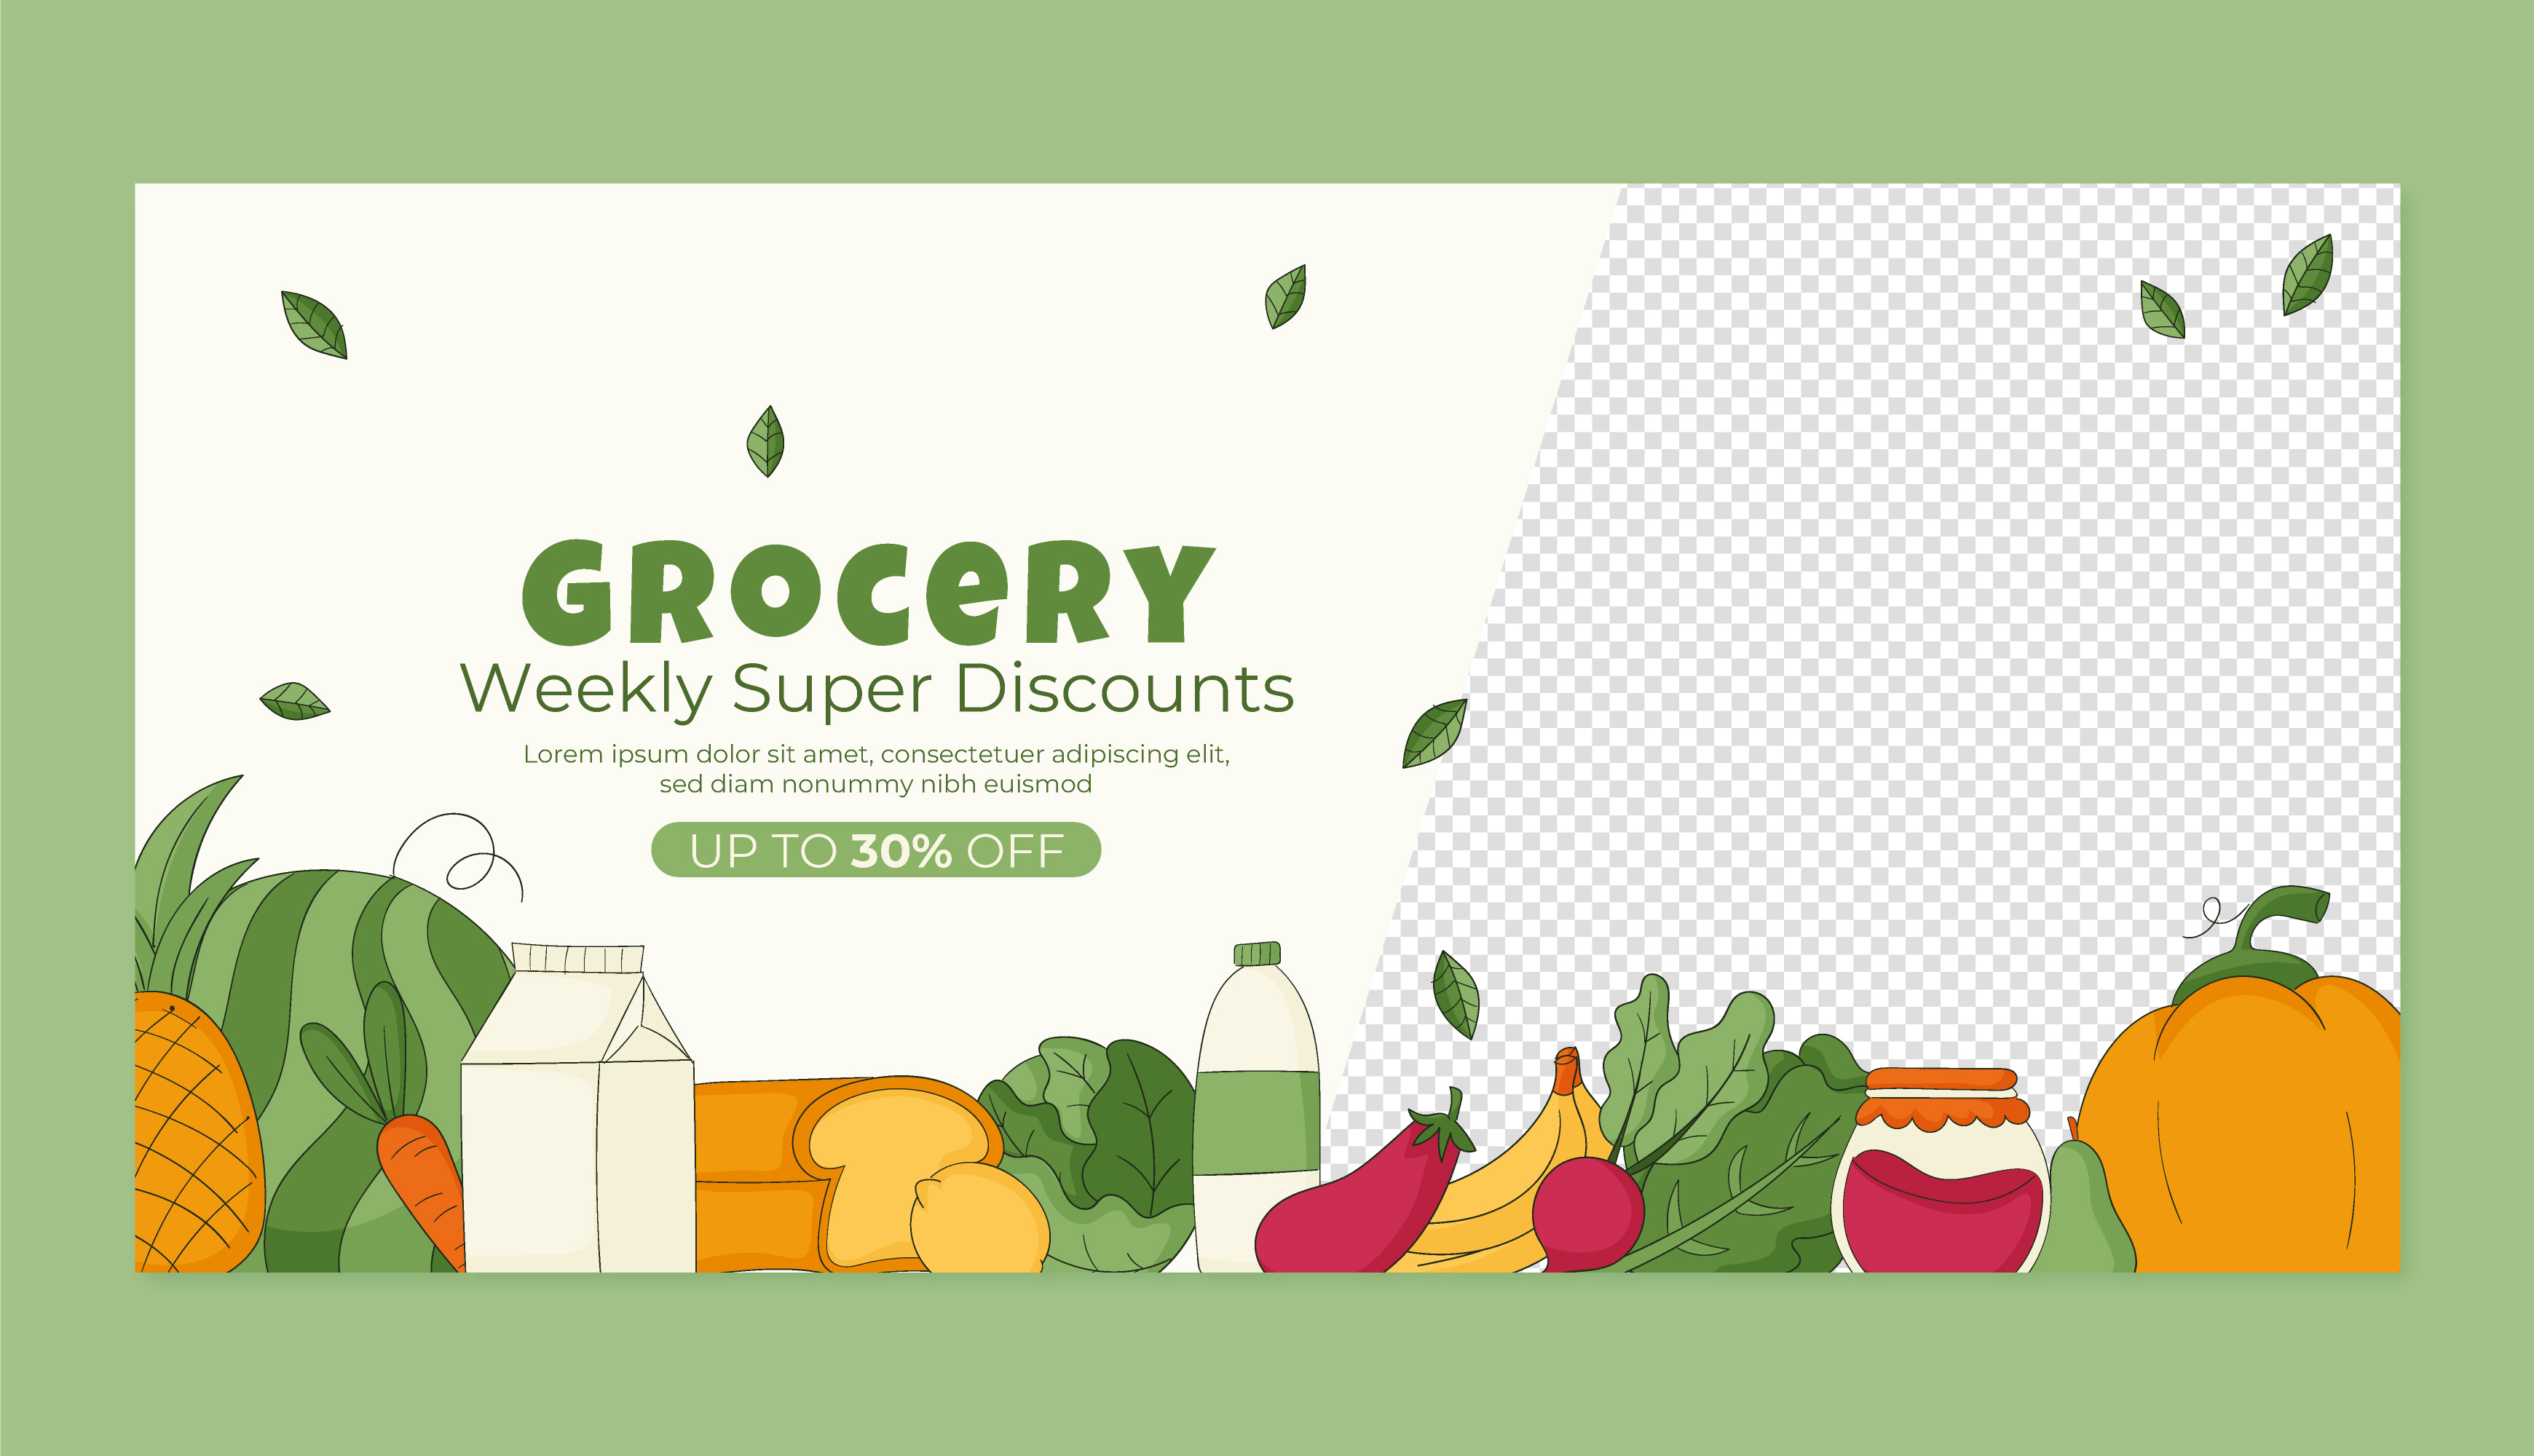 GROCeRY
Weekly Super Discounts
Lorem ipsum dolor sit amet, consectetuer adipiscing elit,
sed diam nonummy nibh euismod
UP TO 30% OFF